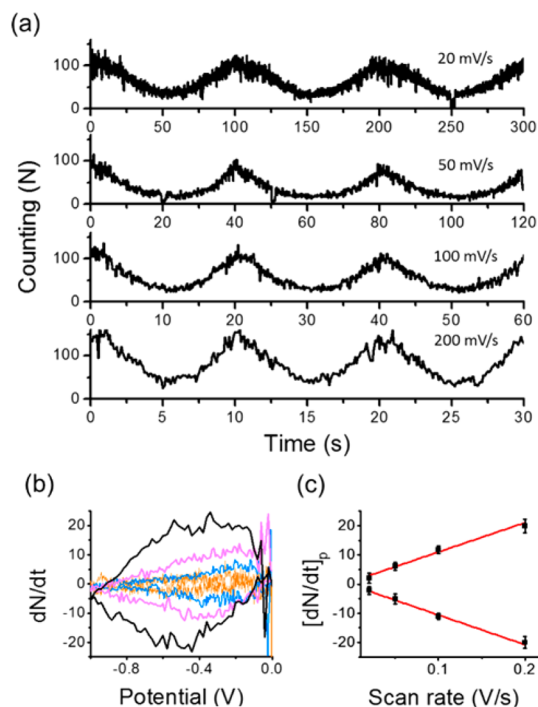 (a)
20 mV/s
100
50
0
0 50 100 150 200 250 300
50 mV/s
100
0
0 20 40 60 80 100 120
100 mV/s
100
0
0 10 20 30 40 50 60
200 mV/s
100
0
0 5 10 15 20 25 30
Counting (N)
Time (s)
(b)
20
10
0
-10
-20
dN/dt
-0.8 -0.4 0.0
Potential (V)
(c)
20
10
0
-10
-20
[dN/dt]p
0.1 0.2
Scan rate (V/s)